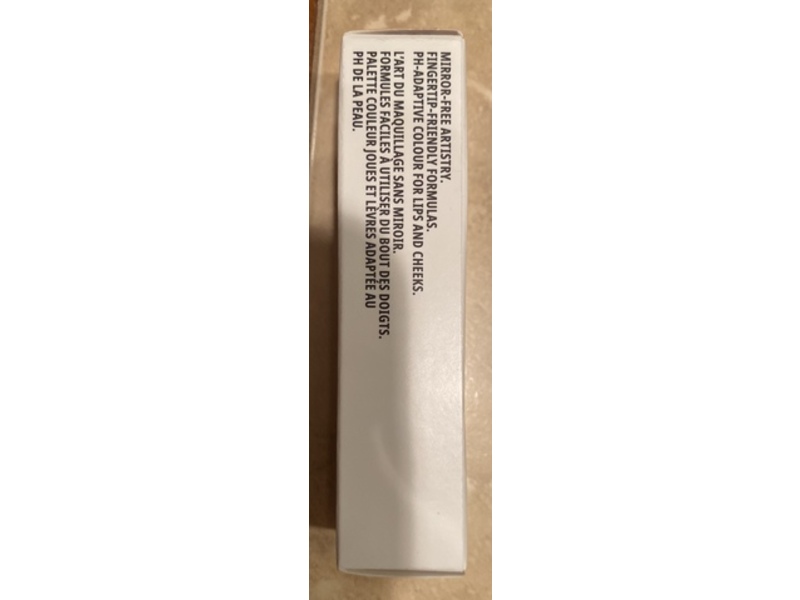 MIRROR-FREE ARTISTRY.
FINGERTIP-FRIENDLY FORMULAS.
PH-ADAPTIVE COLOUR FOR LIPS AND CHEEKS.
L'ART DU MAQUILLAGE SANS MIROIR.
FORMULES FACILES À UTILISER DU BOUT DES DOIGTS.
PALETTE COULEUR JOUES ET LÈVRES ADAPTÉE AU
PH DE LA PEAU.